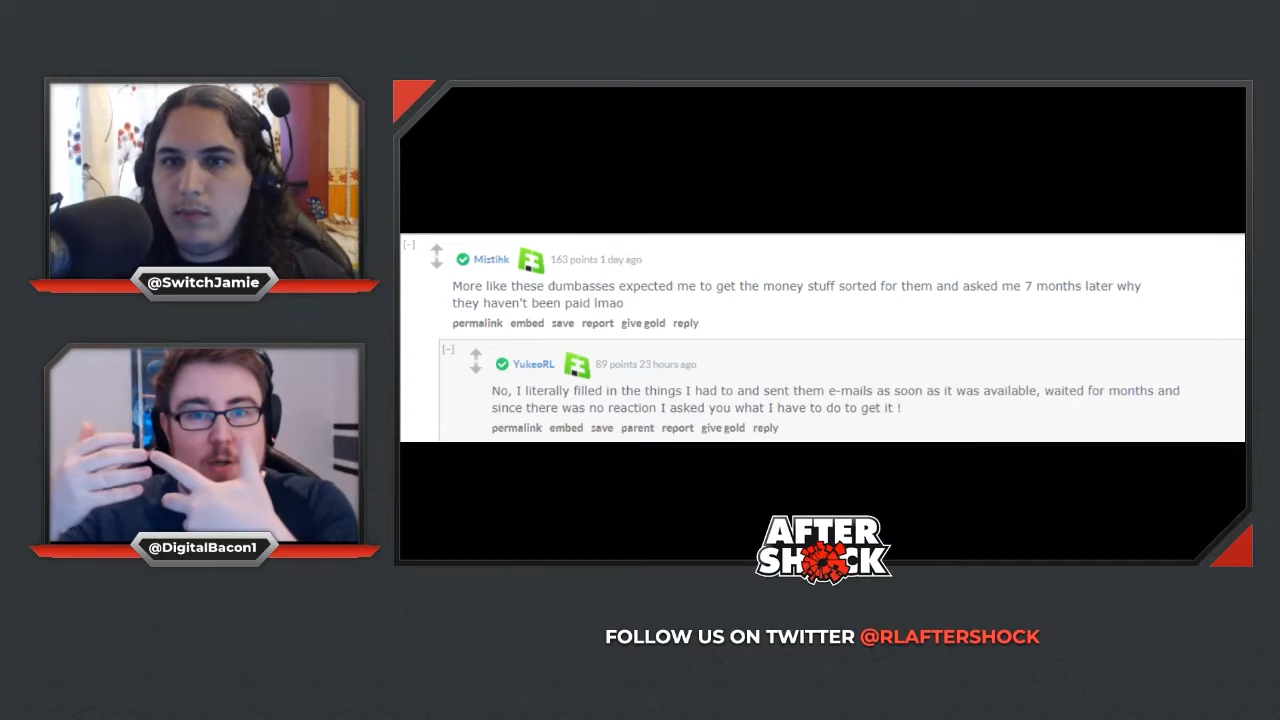 @SwitchJamie
@DigitalBacon1
[-]
Mistihk 163 points 1 day ago
More like these dumbasses expected me to get the money stuff sorted for them and asked me 7 months later why
they haven't been paid lmao
permalink embed save report give gold reply
[-]
YukeoRL 89 points 23 hours ago
No, I literally filled in the things I had to and sent them e-mails as soon as it was available, waited for months and
since there was no reaction I asked you what I have to do to get it !
permalink embed save parent report give gold reply
AFTER
SHOCK
FOLLOW US ON TWITTER @RLAFTERSHOCK